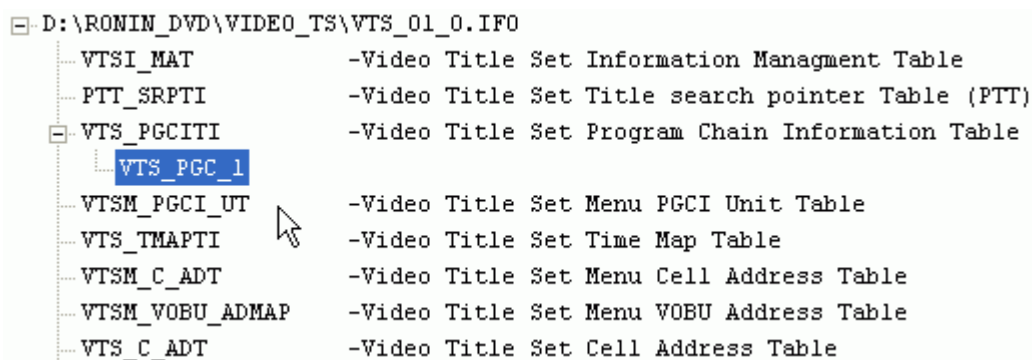 D:\RONIN_DVD\VIDEO_TS\VTS_01_0.IFO
VTSI_MAT -Video Title Set Information Managment Table
PTT_SRPTI -Video Title Set Title search pointer Table (PTT)
VTS_PGCITI -Video Title Set Program Chain Information Table
VTS_PGC_1
VTSM_PGCI_UT -Video Title Set Menu PGCI Unit Table
VTS_TMAPTI -Video Title Set Time Map Table
VTSM_C_ADT -Video Title Set Menu Cell Address Table
VTSM_VOBU_ADMAP -Video Title Set Menu VOBU Address Table
VTS_C_ADT -Video Title Set Cell Address Table